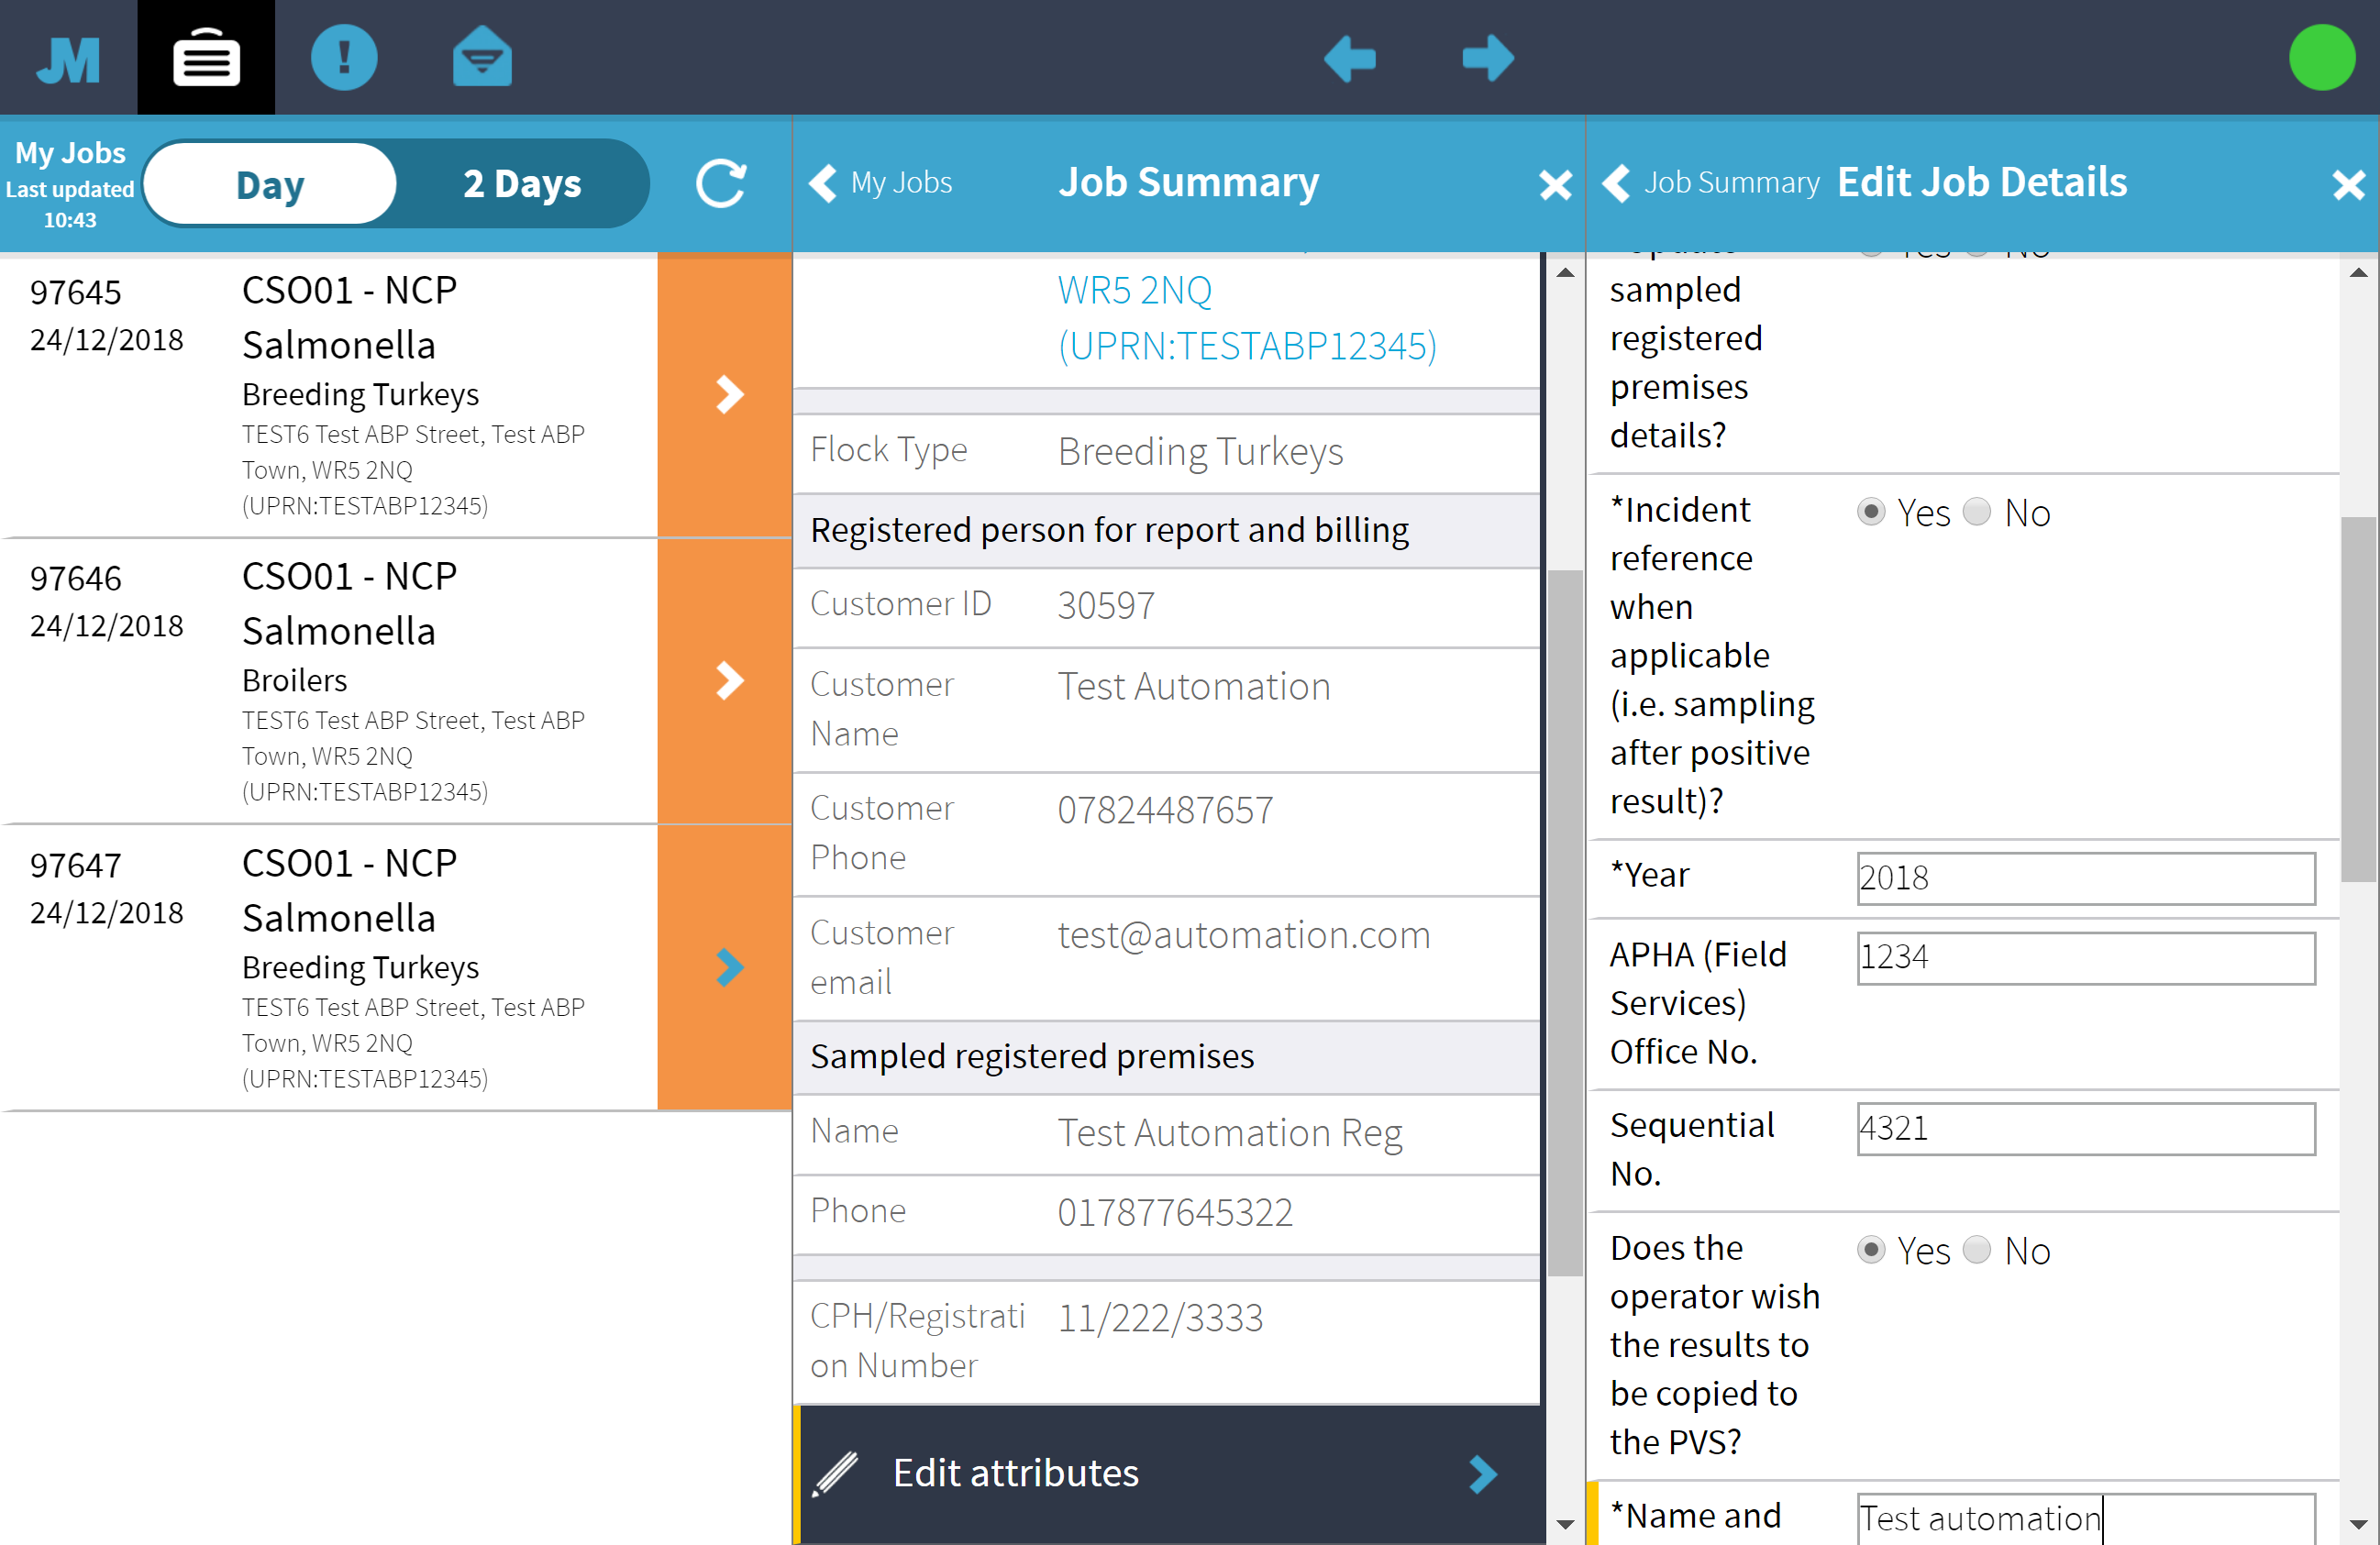 JM
My Jobs
Last updated
10:43
Day
2 Days
My Jobs
Job Summary
Job Summary
Edit Job Details
97645
24/12/2018
CSO01 - NCP
Salmonella
Breeding Turkeys
TEST6 Test ABP Street, Test ABP
Town, WR5 2NQ
(UPRN:TESTABP12345)
97646
24/12/2018
CSO01 - NCP
Salmonella
Broilers
TEST6 Test ABP Street, Test ABP
Town, WR5 2NQ
(UPRN:TESTABP12345)
97647
24/12/2018
CSO01 - NCP
Salmonella
Breeding Turkeys
TEST6 Test ABP Street, Test ABP
Town, WR5 2NQ
(UPRN:TESTABP12345)
WR5 2NQ
(UPRN:TESTABP12345)
Flock Type
Breeding Turkeys
Registered person for report and billing
Customer ID
30597
Customer
Name
Test Automation
Customer
Phone
07824487657
Customer
email
test@automation.com
Sampled registered premises
Name
Test Automation Reg
Phone
017877645322
CPH/Registrati
on Number
11/222/3333
Edit attributes
Yes No
sampled
registered
premises
details?
*Incident
reference
when
applicable
(i.e. sampling
after positive
result)?
Yes No
*Year
2018
APHA (Field
Services)
Office No.
1234
Sequential
No.
4321
Does the
operator wish
the results to
be copied to
the PVS?
Yes No
*Name and
Test automation